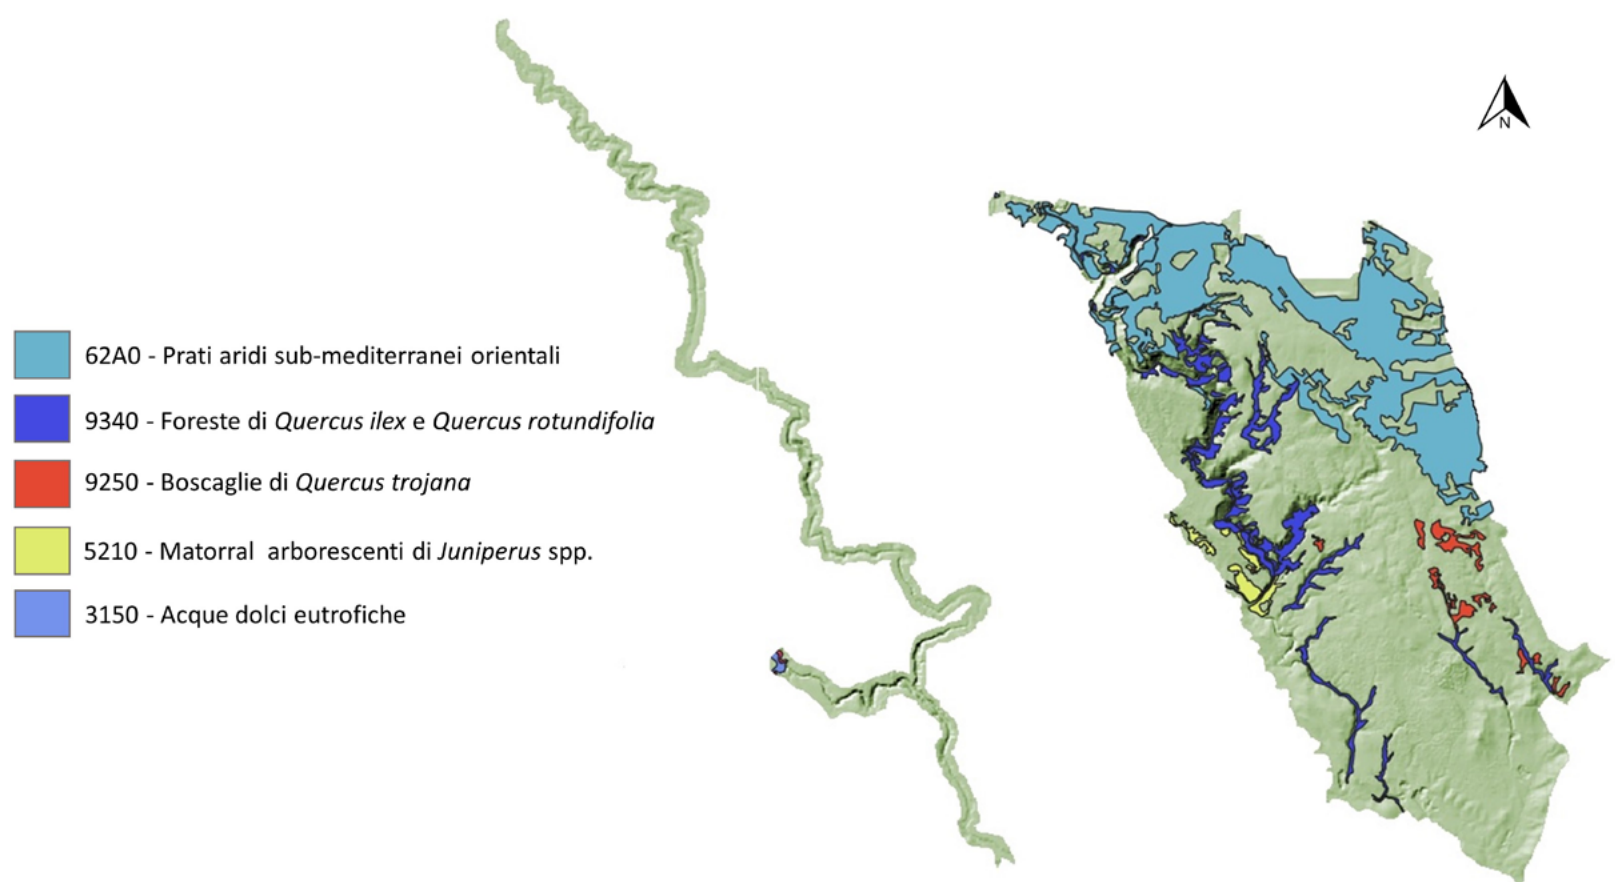 N
62A0 - Prati aridi sub-mediterranei orientali
9340 - Foreste di Quercus ilex e Quercus rotundifolia
9250 - Boscaglie di Quercus trojana
5210 - Matorral arborescenti di Juniperus spp.
3150 - Acque dolci eutrofiche